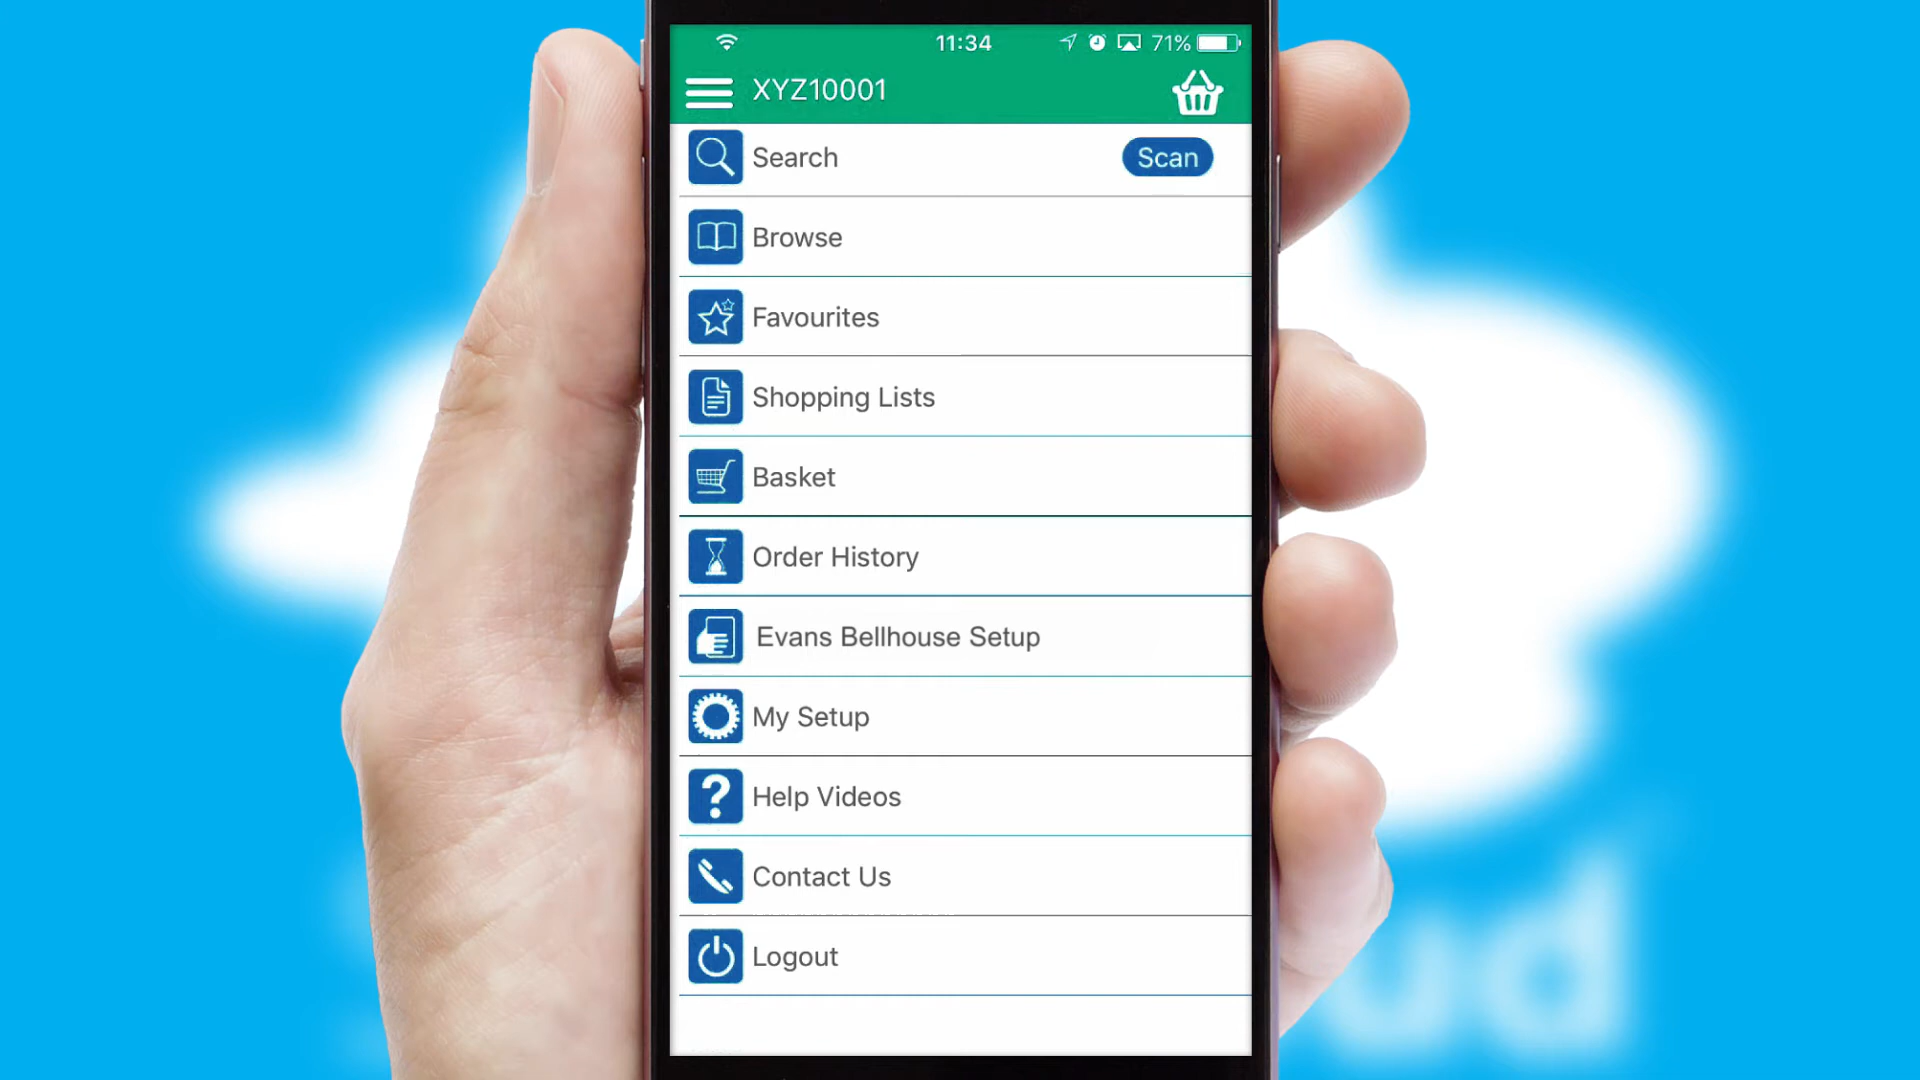 11:34
71%
XYZ10001
Search
Scan
Browse
Favourites
Shopping Lists
Basket
Order History
Evans Bellhouse Setup
My Setup
Help Videos
Contact Us
Logout